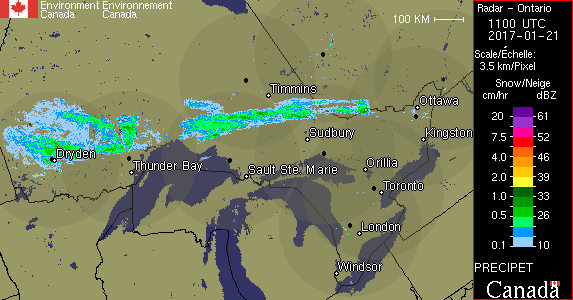 Environment Environnement
Canada Canada
100 KM
Timmins
Ottawa
Sudbury
Kingston
Dryden
Thunder Bay
Sault Ste. Marie
Orillia
Toronto
London
Windsor
Radar - Ontario
1100 UTC
2017-01-21
Scale/Échelle:
3.5 km/Pixel
Snow/Neige
cm/hr dBZ
20 61
7.5 52
4.0 46
2.0 39
1.0 33
0.5 26
0.1 10
PRECIPET
Canada